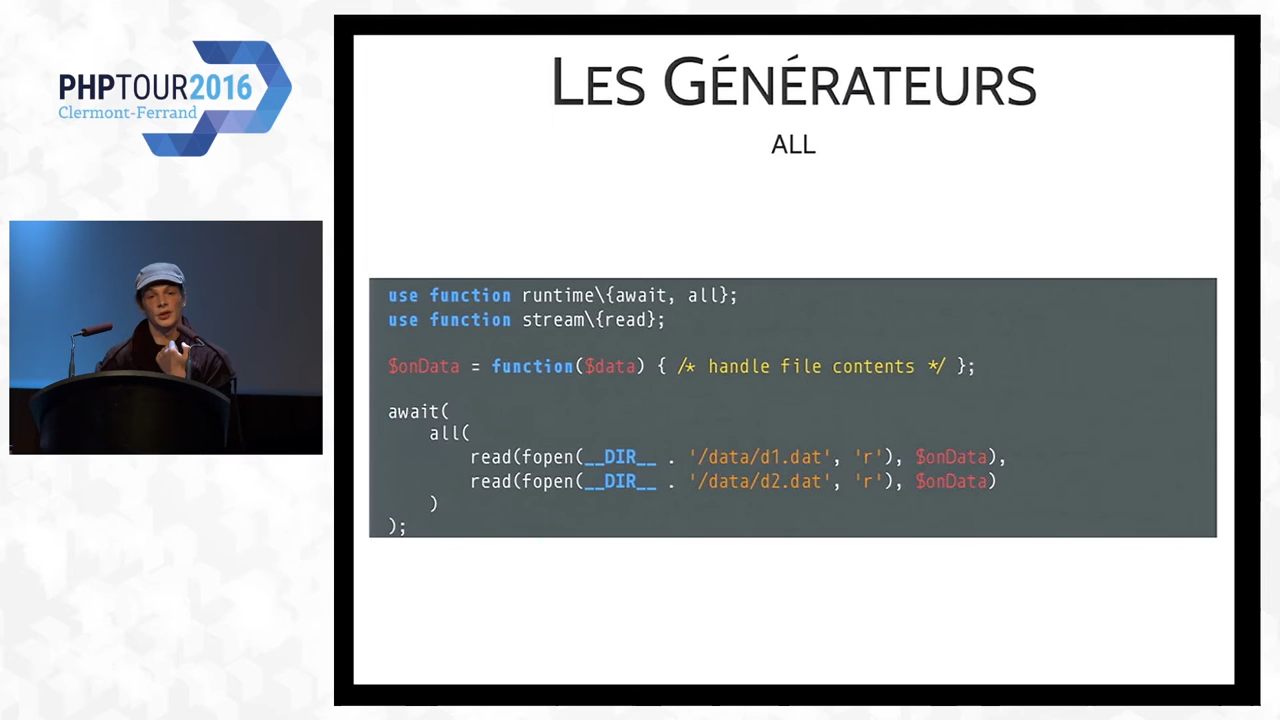 PHPTOUR2016
Clermont-Ferrand
LES GÉNÉRATEURS
ALL
use function runtime\{await, all};
use function stream\{read};
$onData = function($data) { /* handle file contents */ };
await(
all(
read(fopen(__DIR__ . '/data/d1.dat', 'r'), $onData),
read(fopen(__DIR__ . '/data/d2.dat', 'r'), $onData)
)
);